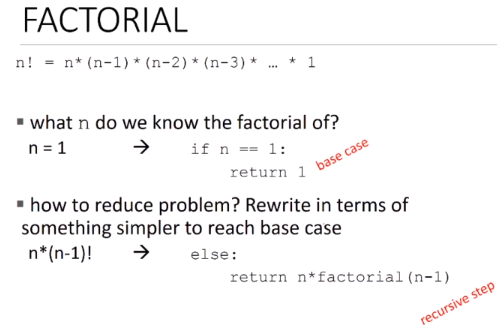 FACTORIAL
n! = n*(n-1)*(n-2)*(n-3)* … * 1
▪ what n do we know the factorial of?
n = 1 → if n == 1:
return 1 base case
▪ how to reduce problem? Rewrite in terms of
something simpler to reach base case
n*(n-1)! → else:
return n*factorial(n-1)
recursive step